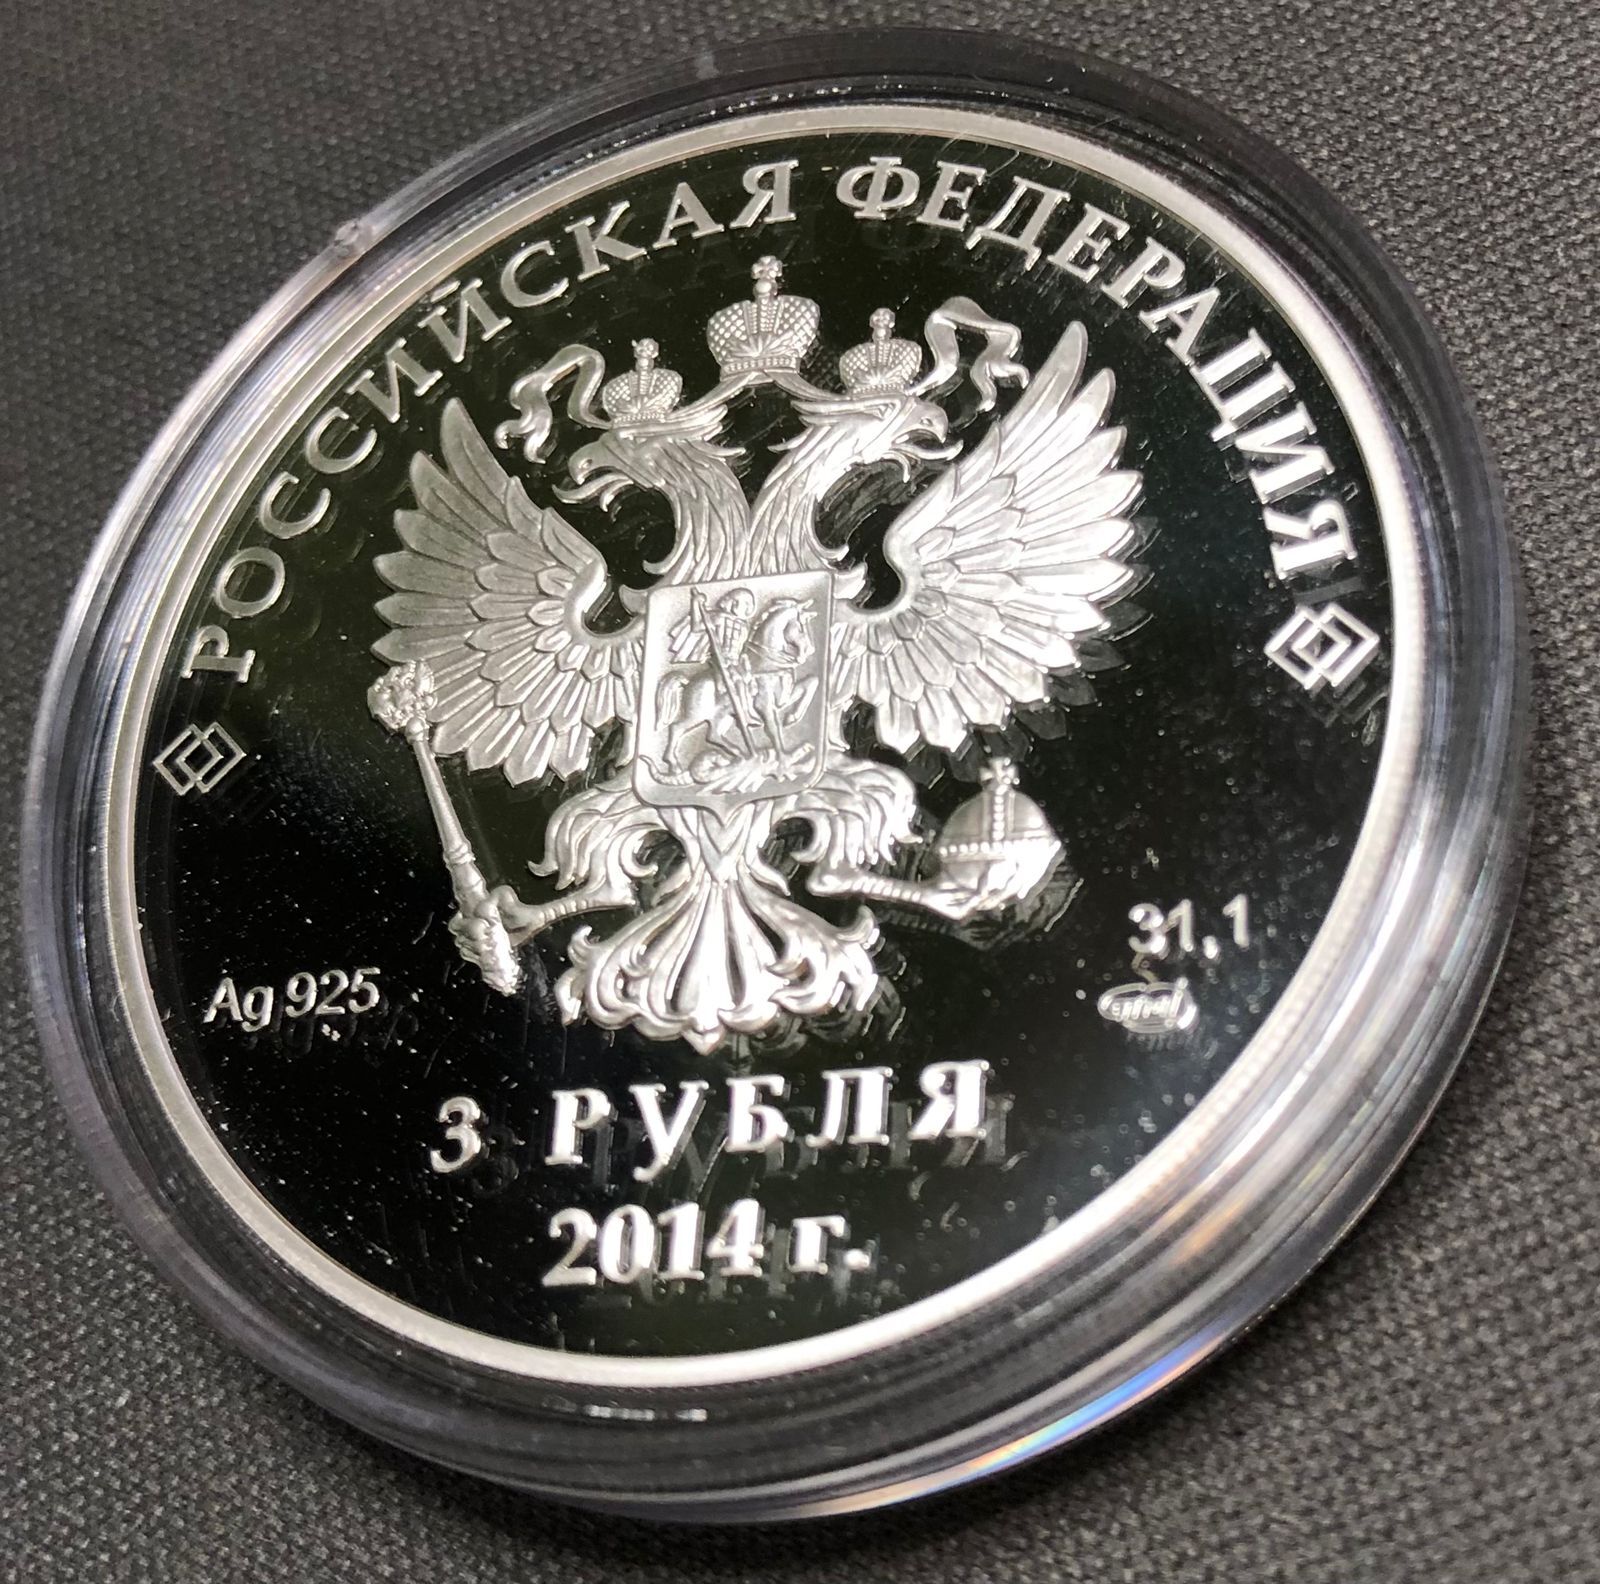 РОССИЙСКАЯ ФЕДЕРАЦИЯ
Ag 925
31,1
3 РУБЛЯ
2014 г.